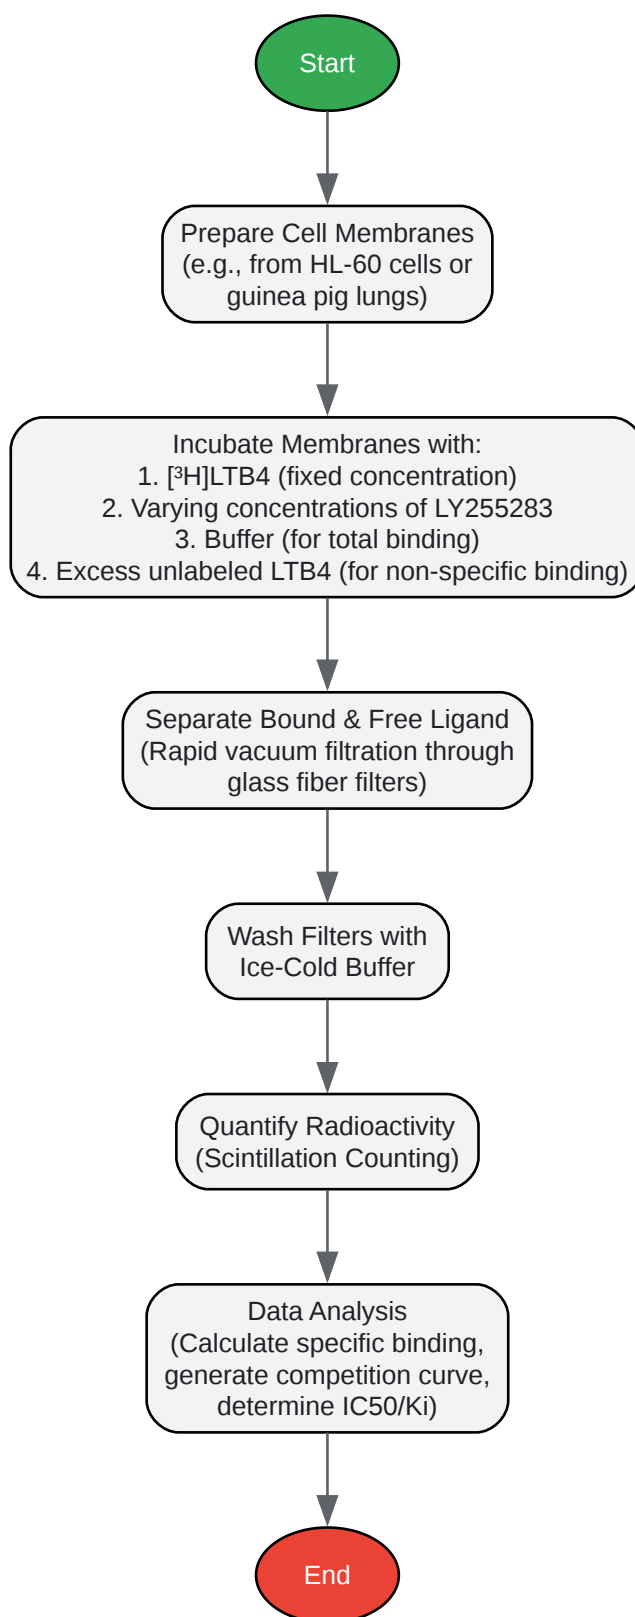 Start
Prepare Cell Membranes
(e.g., from HL-60 cells or
guinea pig lungs)
Incubate Membranes with:
1. [³H]LTB4 (fixed concentration)
2. Varying concentrations of LY255283
3. Buffer (for total binding)
4. Excess unlabeled LTB4 (for non-specific binding)
Separate Bound & Free Ligand
(Rapid vacuum filtration through
glass fiber filters)
Wash Filters with
Ice-Cold Buffer
Quantify Radioactivity
(Scintillation Counting)
Data Analysis
(Calculate specific binding,
generate competition curve,
determine IC50/Ki)
End